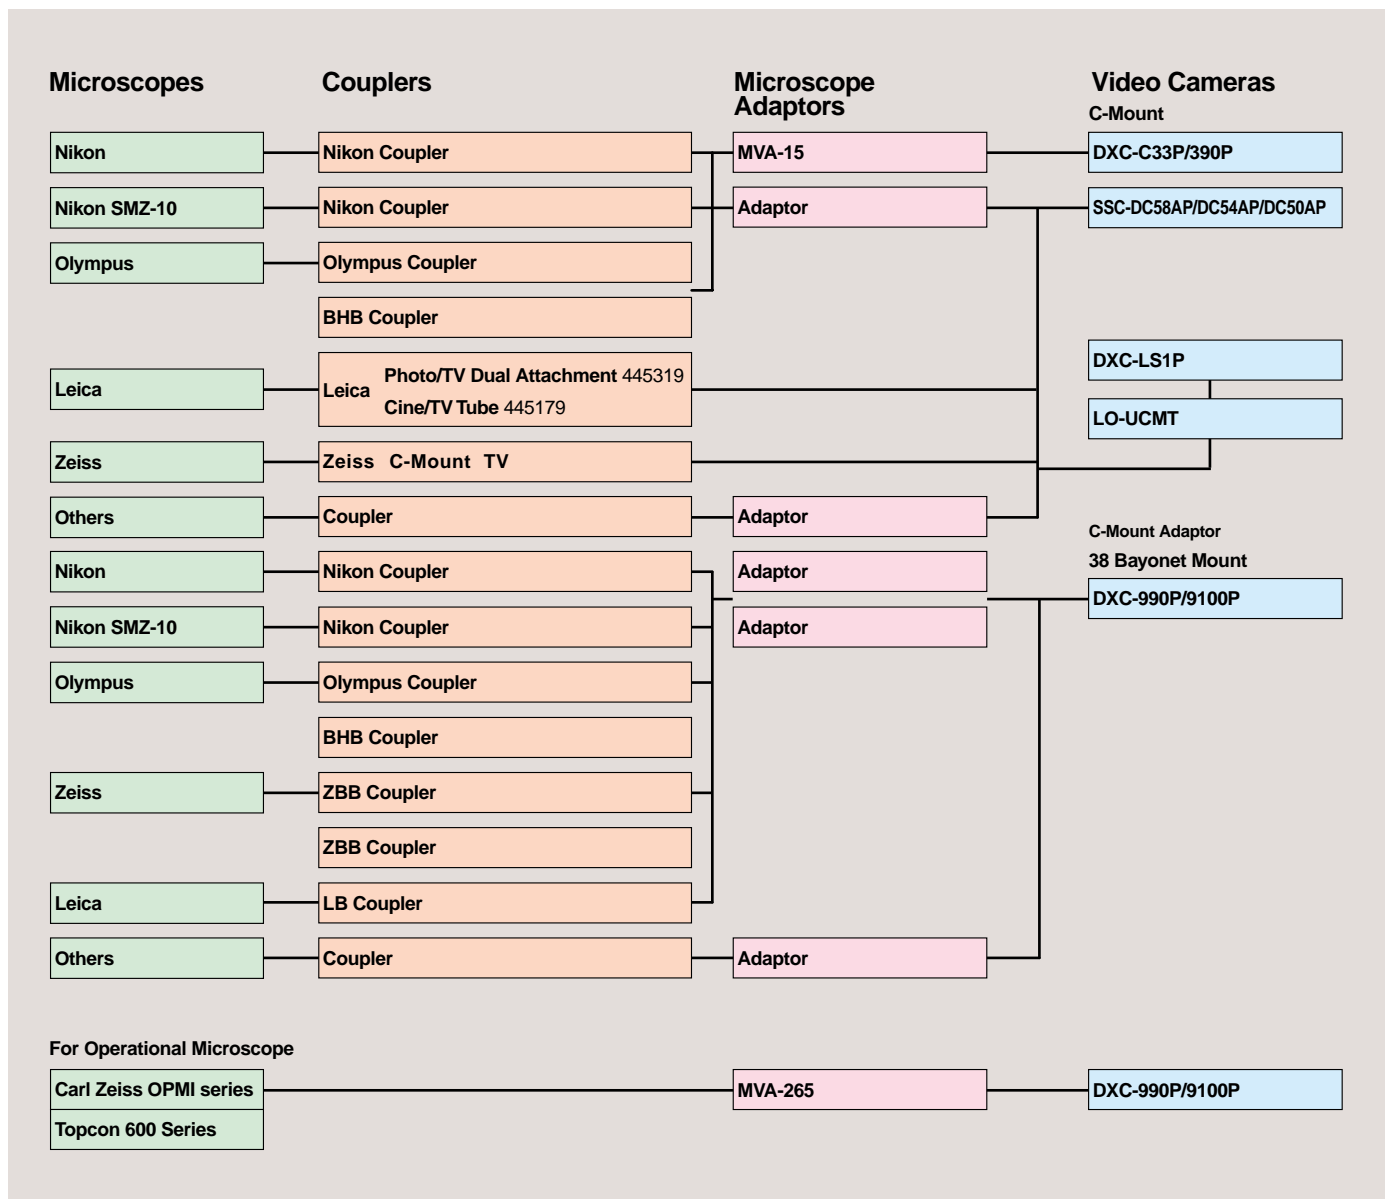 Microscopes
Couplers
Microscope
Adaptors
Video Cameras
C-Mount
Nikon
Nikon Coupler
MVA-15
DXC-C33P/390P
Nikon SMZ-10
Nikon Coupler
Adaptor
SSC-DC58AP/DC54AP/DC50AP
Olympus
Olympus Coupler
BHB Coupler
DXC-LS1P
Leica
Leica
Photo/TV Dual Attachment 445319
Cine/TV Tube 445179
LO-UCMT
Zeiss
Zeiss C-Mount TV
Others
Coupler
Adaptor
C-Mount Adaptor
38 Bayonet Mount
Nikon
Nikon Coupler
Adaptor
DXC-990P/9100P
Nikon SMZ-10
Nikon Coupler
Adaptor
Olympus
Olympus Coupler
BHB Coupler
Zeiss
ZBB Coupler
ZBB Coupler
Leica
LB Coupler
Others
Coupler
Adaptor
For Operational Microscope
Carl Zeiss OPMI series
MVA-265
DXC-990P/9100P
Topcon 600 Series